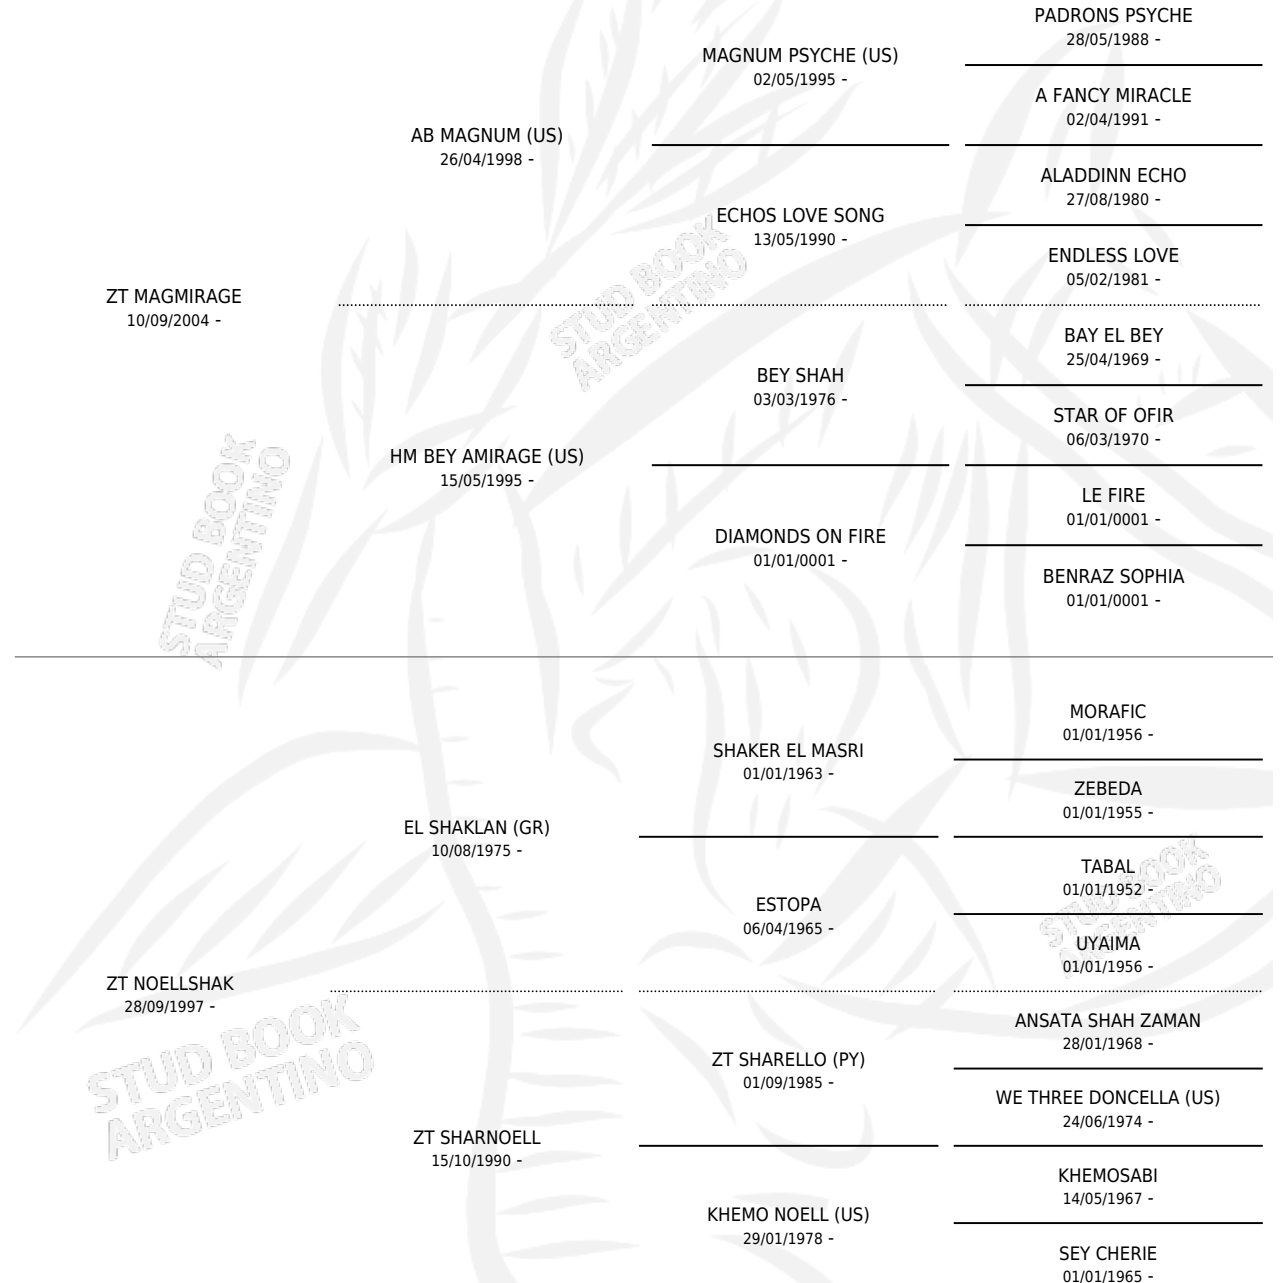 PADRONS PSYCHE
28/05/1988 -
MAGNUM PSYCHE (US)
02/05/1995 -
A FANCY MIRACLE
02/04/1991 -
AB MAGNUM (US)
26/04/1998 -
ALADDINN ECHO
27/08/1980 -
ECHOS LOVE SONG
13/05/1990 -
ENDLESS LOVE
05/02/1981 -
ZT MAGMIRAGE
10/09/2004 -
STUD BOOK
ARGENTINO
BAY EL BEY
25/04/1969 -
BEY SHAH
03/03/1976 -
STAR OF OFIR
06/03/1970 -
HM BEY AMIRAGE (US)
15/05/1995 -
LE FIRE
01/01/0001 -
DIAMONDS ON FIRE
01/01/0001 -
BENRAZ SOPHIA
01/01/0001 -
STUD BOOK
ARGENTINO
MORAFIC
01/01/1956 -
SHAKER EL MASRI
01/01/1963 -
ZEBEDA
01/01/1955 -
EL SHAKLAN (GR)
10/08/1975 -
TABAL
01/01/1952 -
ESTOPA
06/04/1965 -
UYAIMA
01/01/1956 -
STUD BOOK
ARGENTINO
ZT NOELLSHAK
28/09/1997 -
ANSATA SHAH ZAMAN
28/01/1968 -
ZT SHARELLO (PY)
01/09/1985 -
WE THREE DONCELLA (US)
24/06/1974 -
STUD BOOK
ARGENTINO
ZT SHARNOELL
15/10/1990 -
KHEMOSABI
14/05/1967 -
KHEMO NOELL (US)
29/01/1978 -
SEY CHERIE
01/01/1965 -